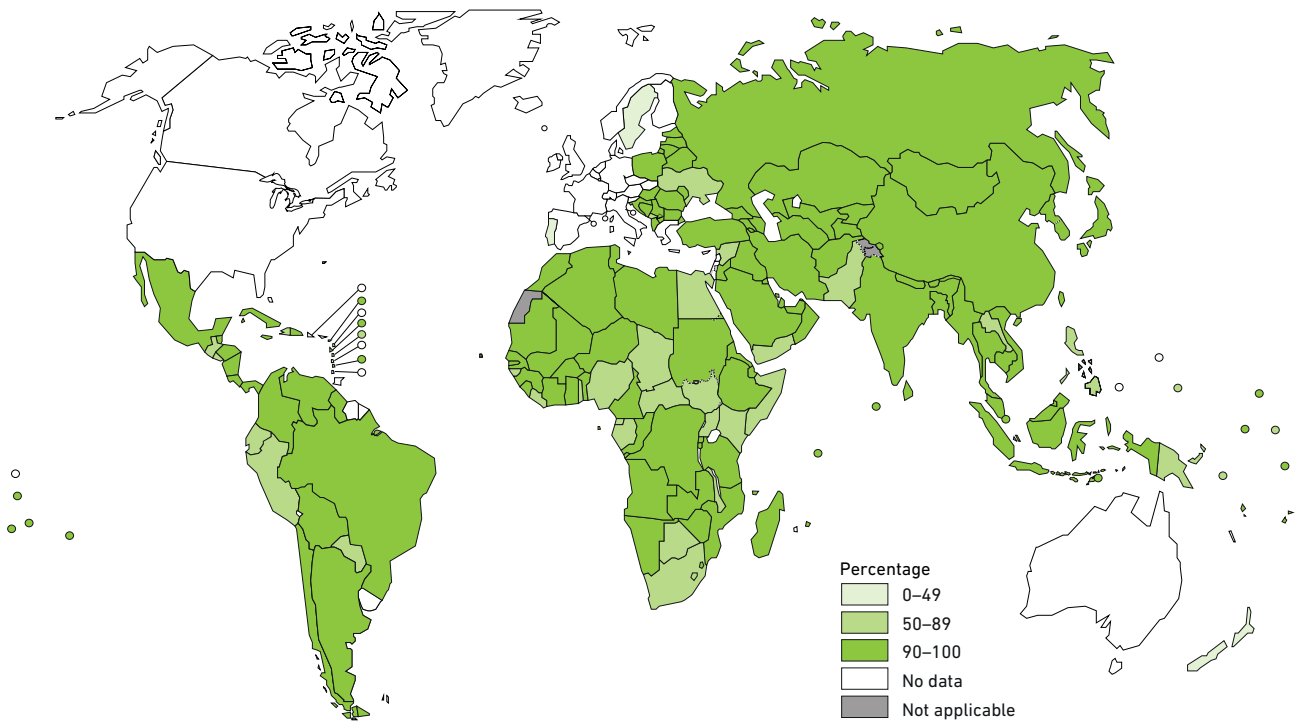 Percentage
0–49
50–89
90–100
No data
Not applicable